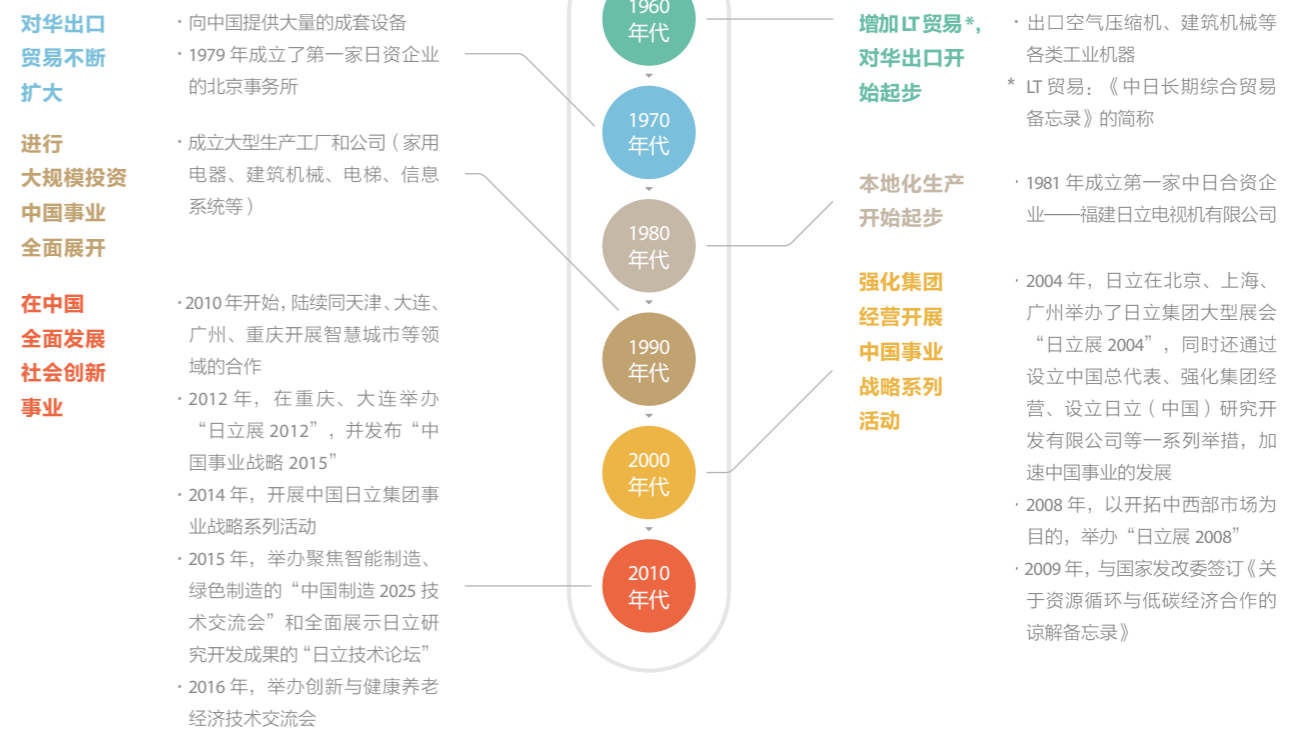 对华出口
贸易不断
扩大
· 向中国提供大量的成套设备
· 1979 年成立了第一家日资企业
的北京事务所
进行
大规模投资
中国事业
全面展开
· 成立大型生产工厂和公司（家用
电器、建筑机械、电梯、信息
系统等）
在中国
全面发展
社会创新
事业
· 2010 年开始，陆续同天津、大连、
广州、重庆开展智慧城市等领
域的合作
· 2012 年，在重庆、大连举办
“日立展 2012”，并发布“中
国事业战略 2015”
· 2014 年，开展中国日立集团事
业战略系列活动
· 2015 年，举办聚焦智能制造、
绿色制造的“中国制造 2025 技
术交流会”和全面展示日立研
究开发成果的“日立技术论坛”
· 2016 年，举办创新与健康养老
经济技术交流会
1960
年代
1970
年代
1980
年代
1990
年代
2000
年代
2010
年代
增加 LT 贸易 *，
对华出口开
始起步
· 出口空气压缩机、建筑机械等
各类工业机器
* LT 贸易：《中日长期综合贸易
备忘录》的简称
本地化生产
开始起步
· 1981 年成立第一家中日合资企
业——福建日立电视机有限公司
强化集团
经营开展
中国事业
战略系列
活动
· 2004 年，日立在北京、上海、
广州举办了日立集团大型展会
“日立展 2004”，同时还通过
设立中国总代表、强化集团经
营、设立日立（中国）研究开
发有限公司等一系列举措，加
速中国事业的发展
· 2008 年，以开拓中西部市场为
目的，举办“日立展 2008”
· 2009 年，与国家发改委签订《关
于资源循环与低碳经济合作的
谅解备忘录》